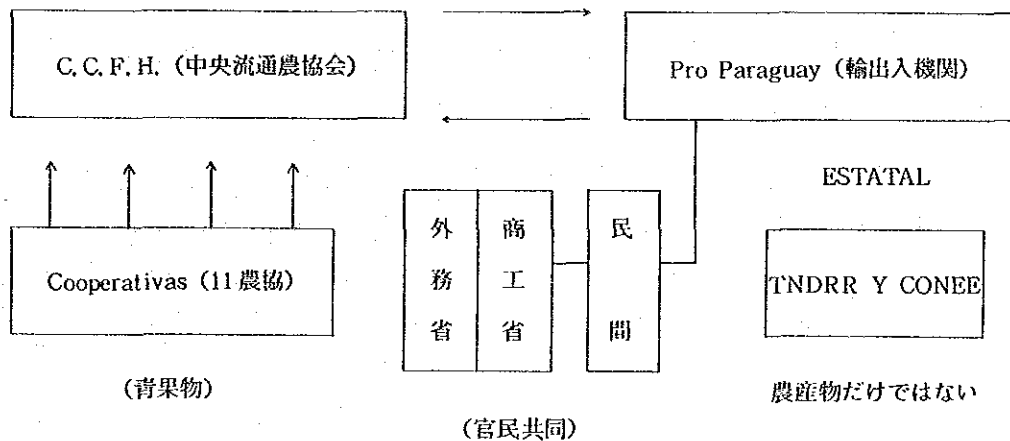 C.C.F.H.（中央流通農協会）
Pro Paraguay（輸出入機関）
ESTATAL
外務省
商工省
民間
Cooperativas（11農協）
TNDRR Y CONEE
（青果物）
農産物だけではない
（官民共同）